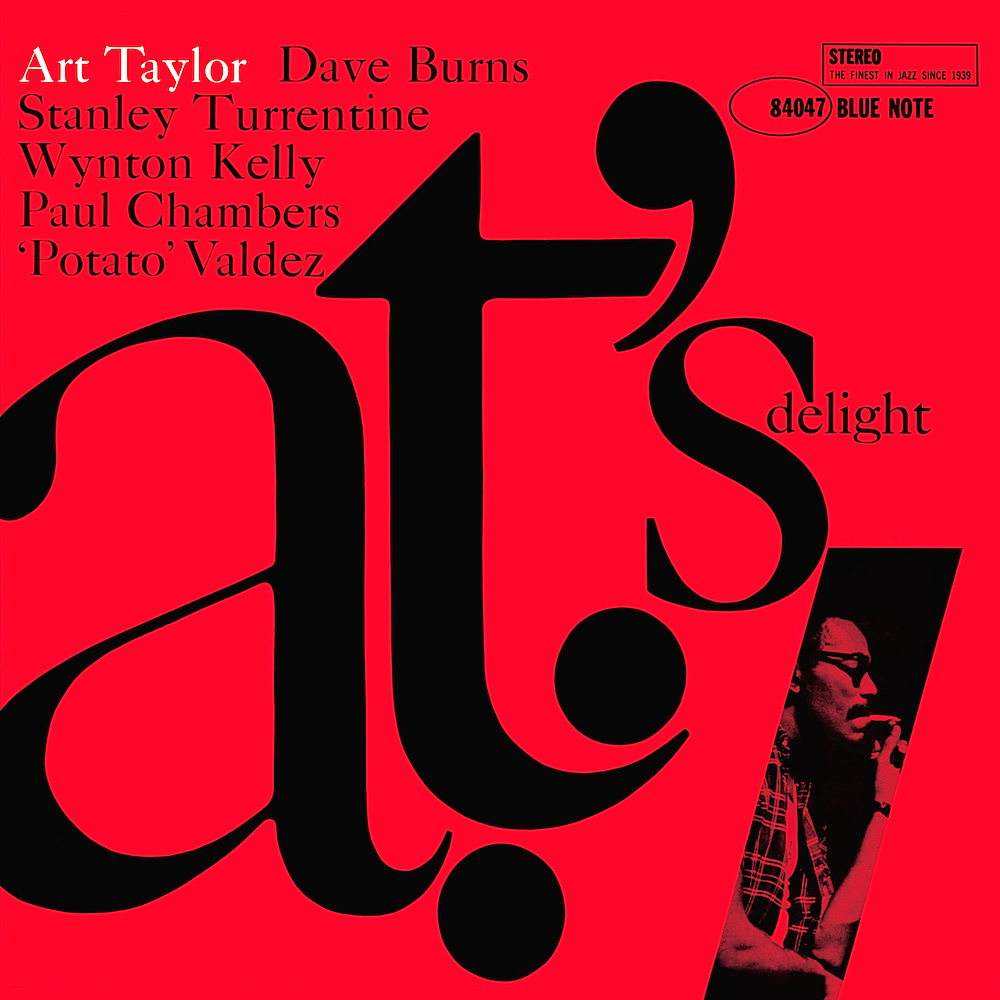 Art Taylor Dave Burns
Stanley Turrentine
Wynton Kelly
Paul Chambers
‘Potato’ Valdez
STEREO
THE FINEST IN JAZZ SINCE 1939
84047 BLUE NOTE
a.t.’s
delight